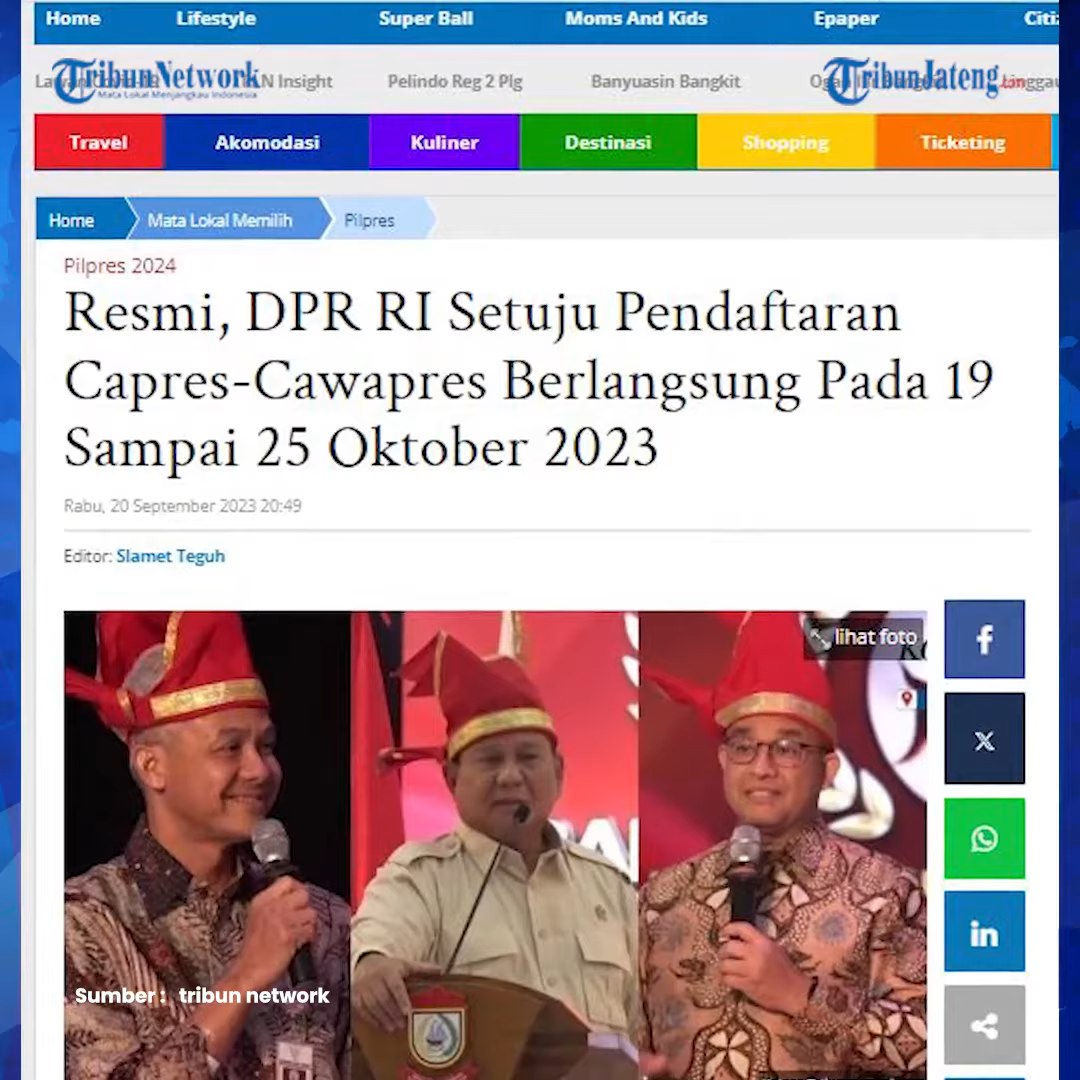 Home Lifestyle Super Ball Moms And Kids Epaper
TribunNetwork
Mata Lokal Menjangkau Indonesia
Insight Pelindo Reg 2 Plg Banyuasin Bangkit
TribunJateng.com
Travel Akomodasi Kuliner Destinasi Shopping Ticketing
Home Mata Lokal Memilih Pilpres
Pilpres 2024
Resmi, DPR RI Setuju Pendaftaran
Capres-Cawapres Berlangsung Pada 19
Sampai 25 Oktober 2023
Rabu, 20 September 2023 20:49
Editor: Slamet Teguh
lihat foto
Sumber : tribun network